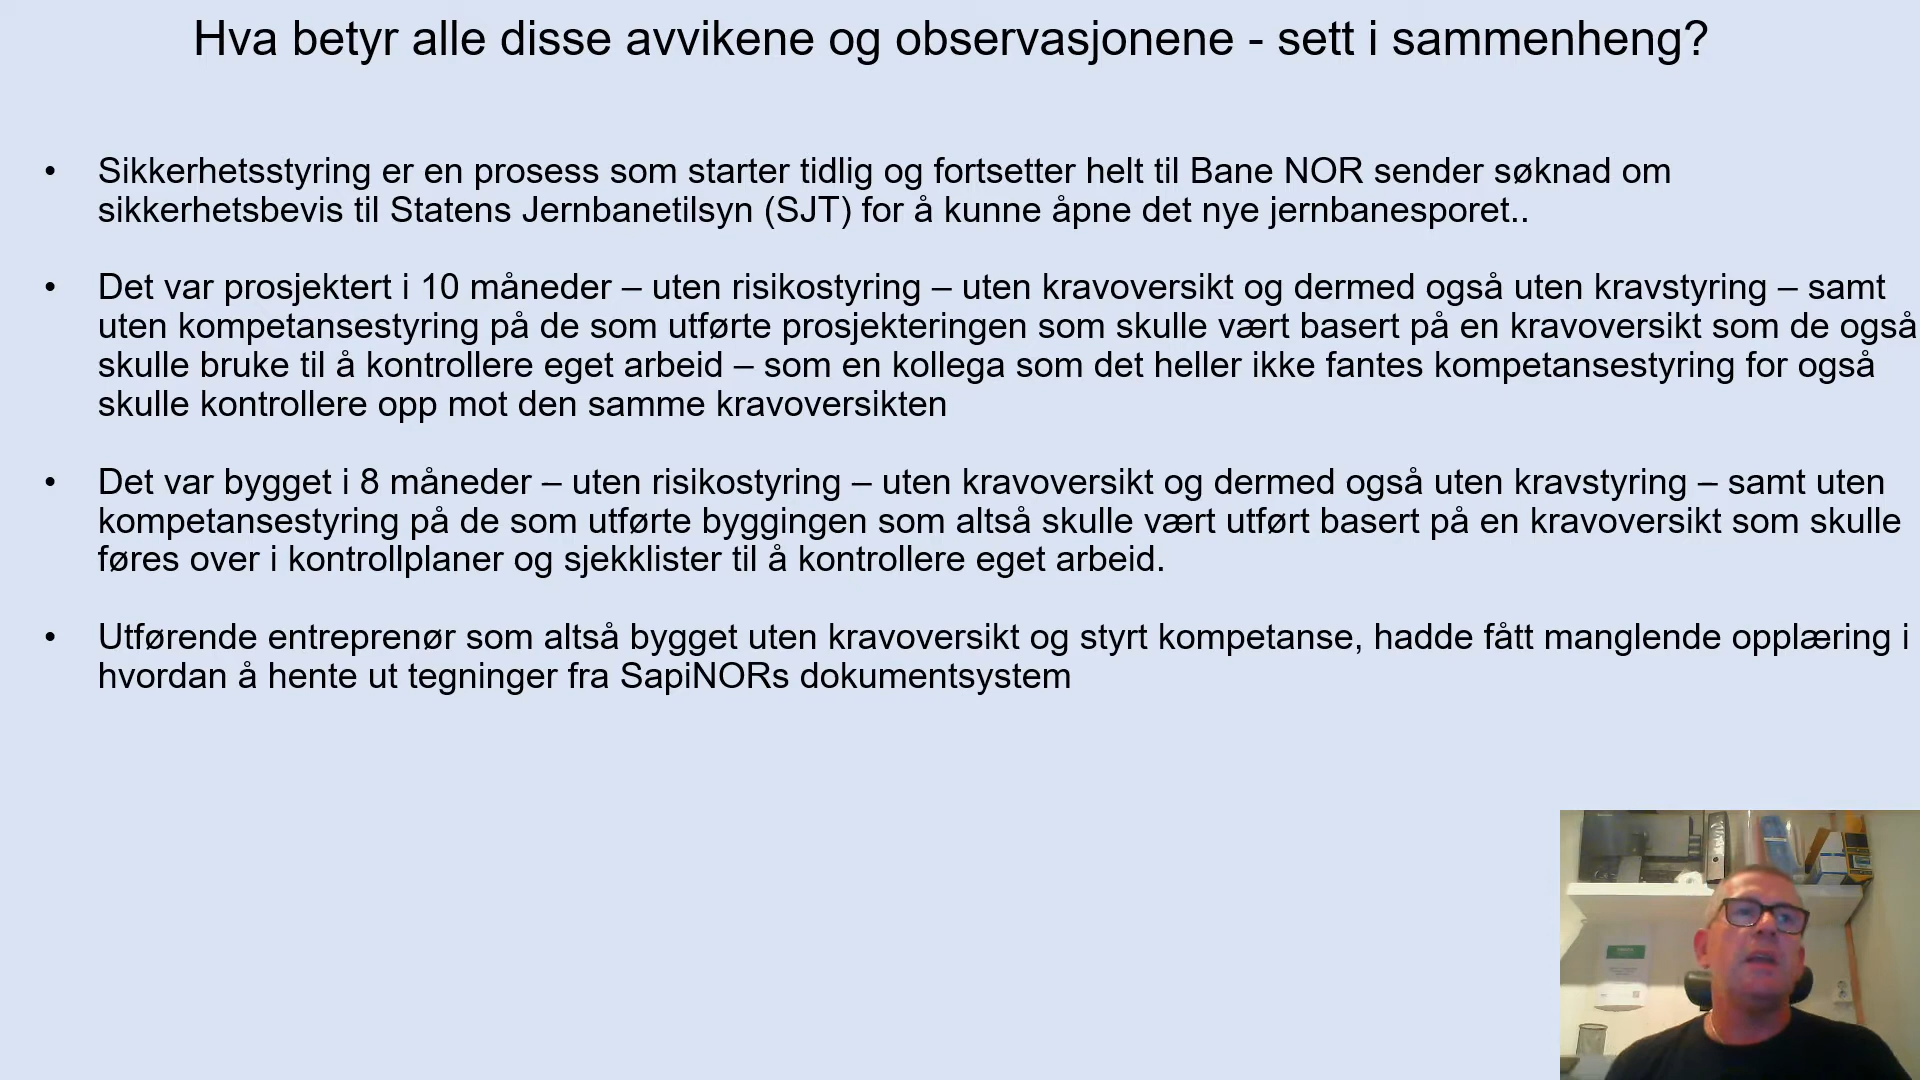 Hva betyr alle disse avvikene og observasjonene - sett i sammenheng?
• Sikkerhetsstyring er en prosess som starter tidlig og fortsetter helt til Bane NOR sender søknad om
sikkerhetsbevis til Statens Jernbanetilsyn (SJT) for å kunne åpne det nye jernbanesporet..
• Det var prosjektert i 10 måneder – uten risikostyring – uten kravoversikt og dermed også uten kravstyring – samt
uten kompetansestyring på de som utførte prosjekteringen som skulle vært basert på en kravoversikt som de også
skulle bruke til å kontrollere eget arbeid – som en kollega som det heller ikke fantes kompetansestyring for også
skulle kontrollere opp mot den samme kravoversikten
• Det var bygget i 8 måneder – uten risikostyring – uten kravoversikt og dermed også uten kravstyring – samt uten
kompetansestyring på de som utførte byggingen som altså skulle vært utført basert på en kravoversikt som skulle
føres over i kontrollplaner og sjekklister til å kontrollere eget arbeid.
• Utførende entreprenør som altså bygget uten kravoversikt og styrt kompetanse, hadde fått manglende opplæring i
hvordan å hente ut tegninger fra SapiNORs dokumentsystem